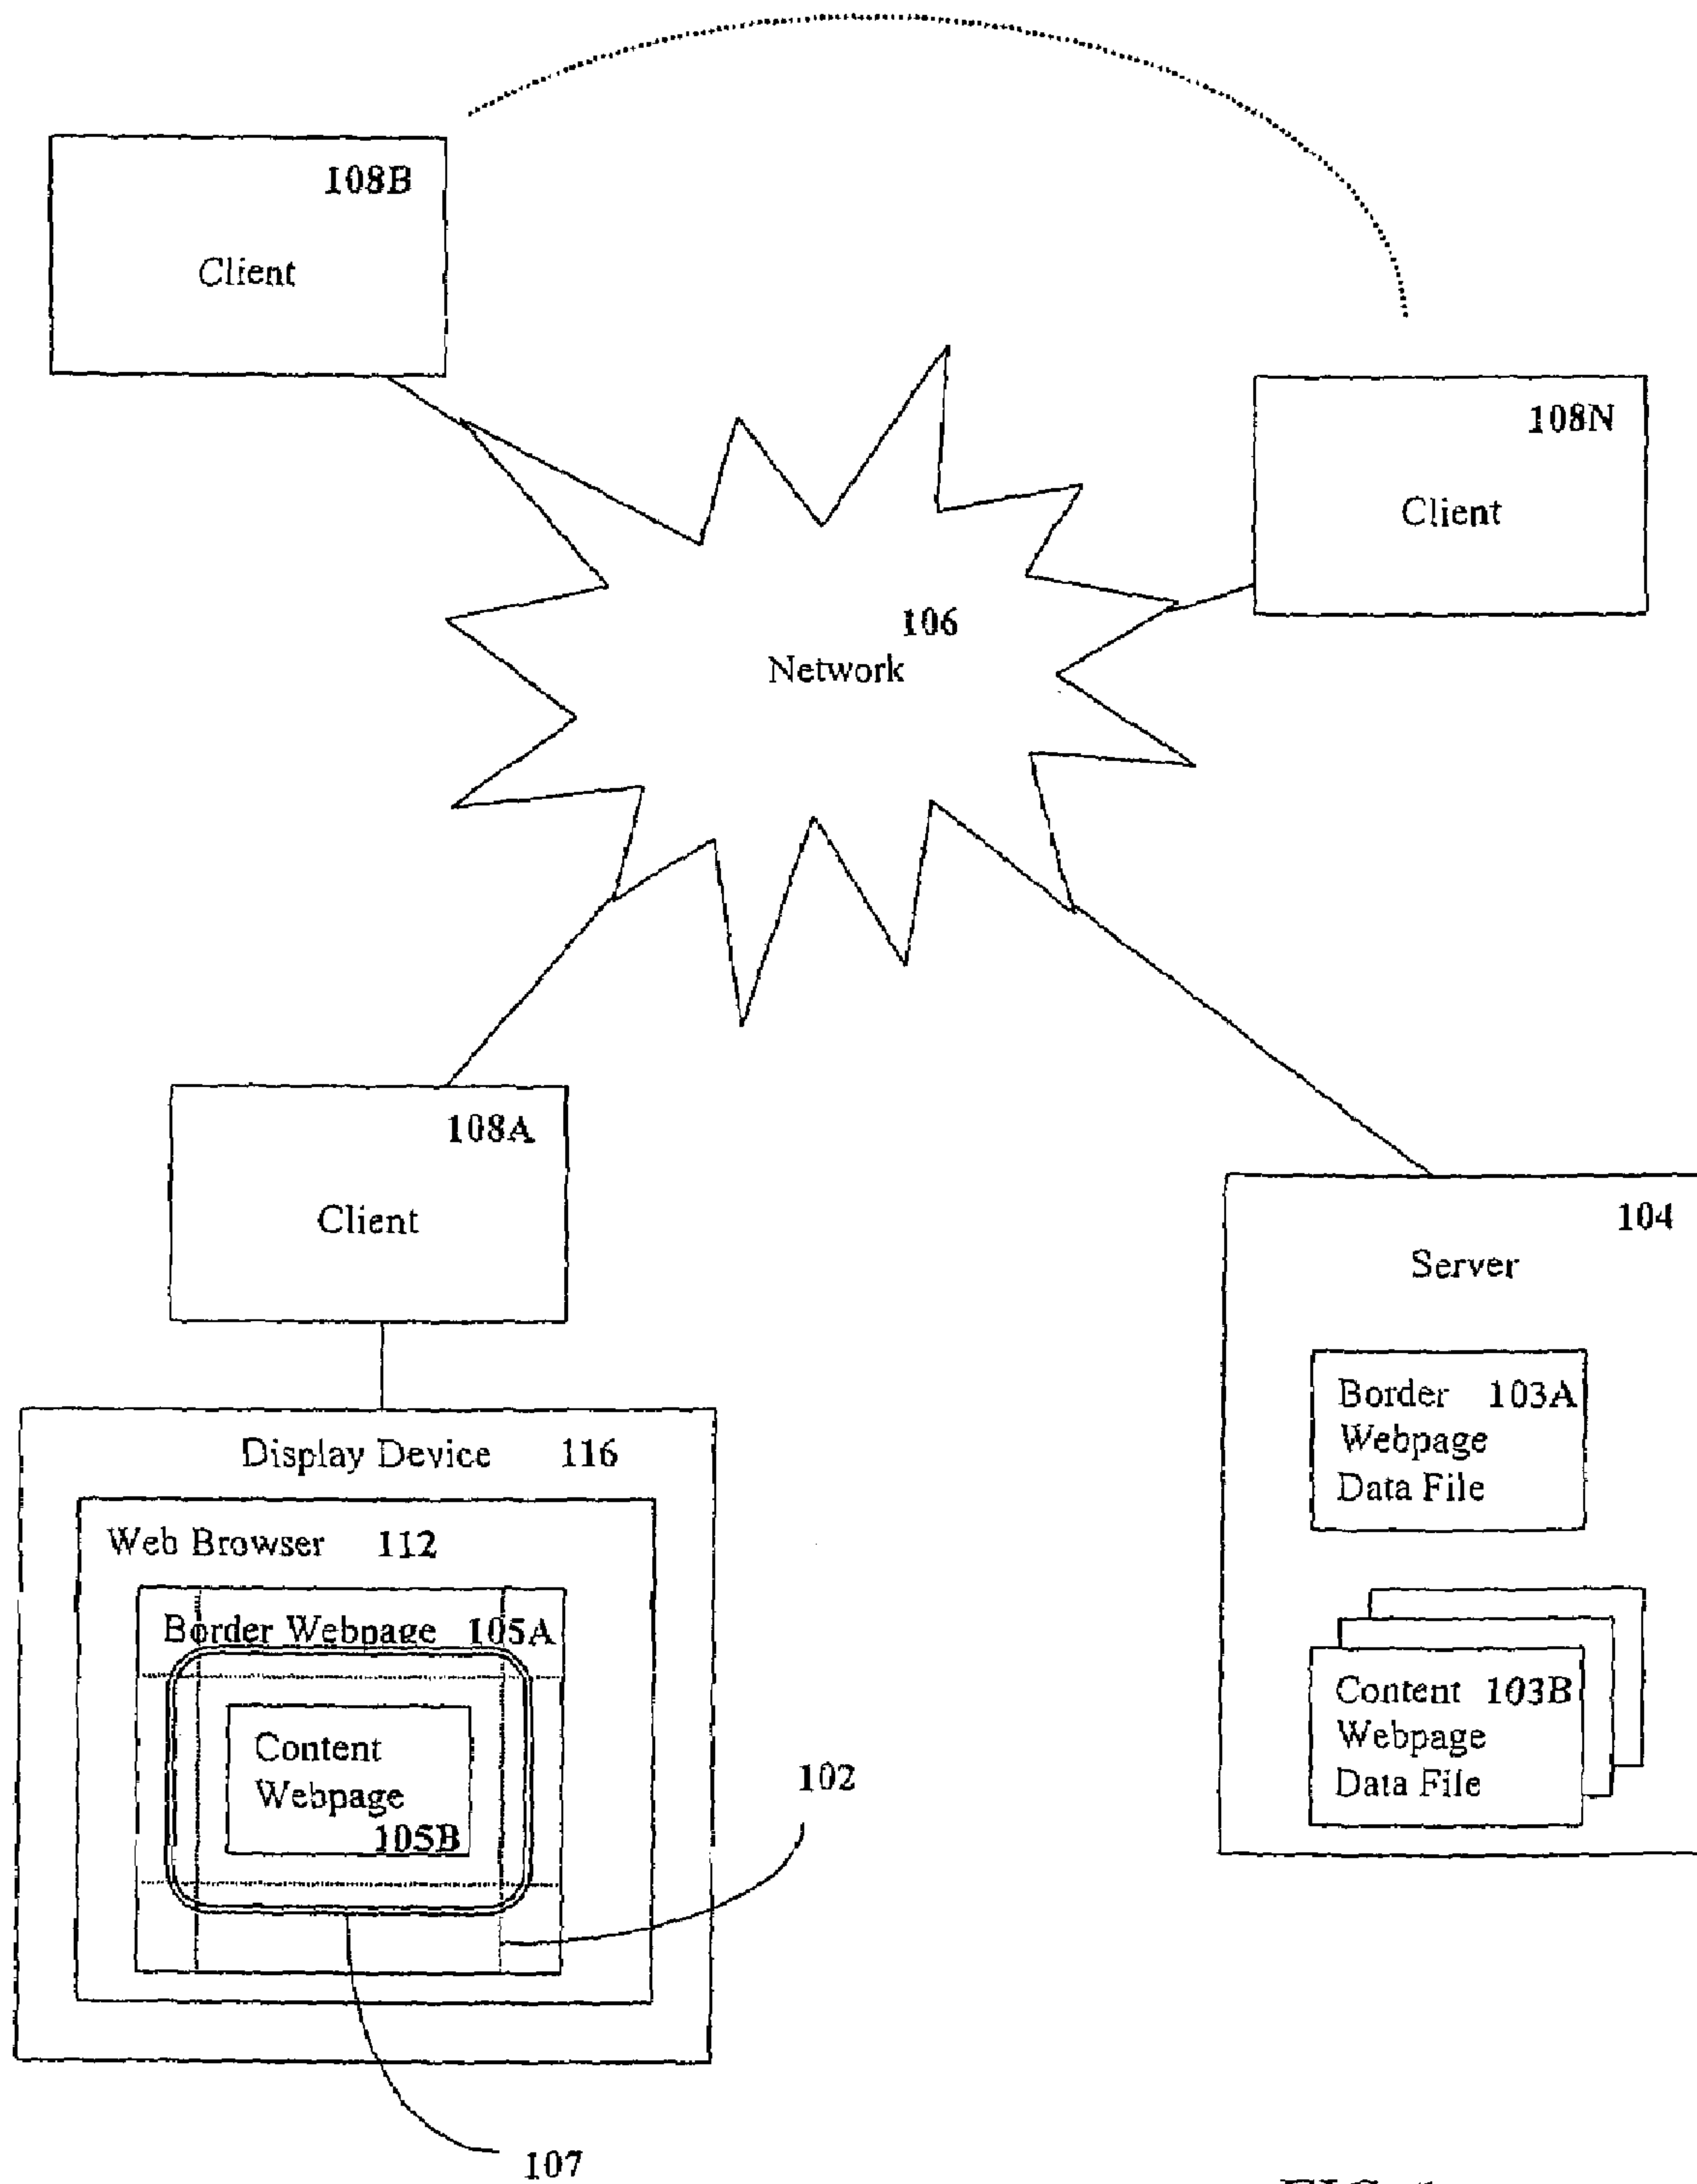 108B
Client
108N
Client
106
Network
108A
Client
104
Server
Border 103A
Webpage
Data File
Content 103B
Webpage
Data File
Display Device 116
Web Browser 112
Border Webpage 105A
Content
Webpage
105B
102
107